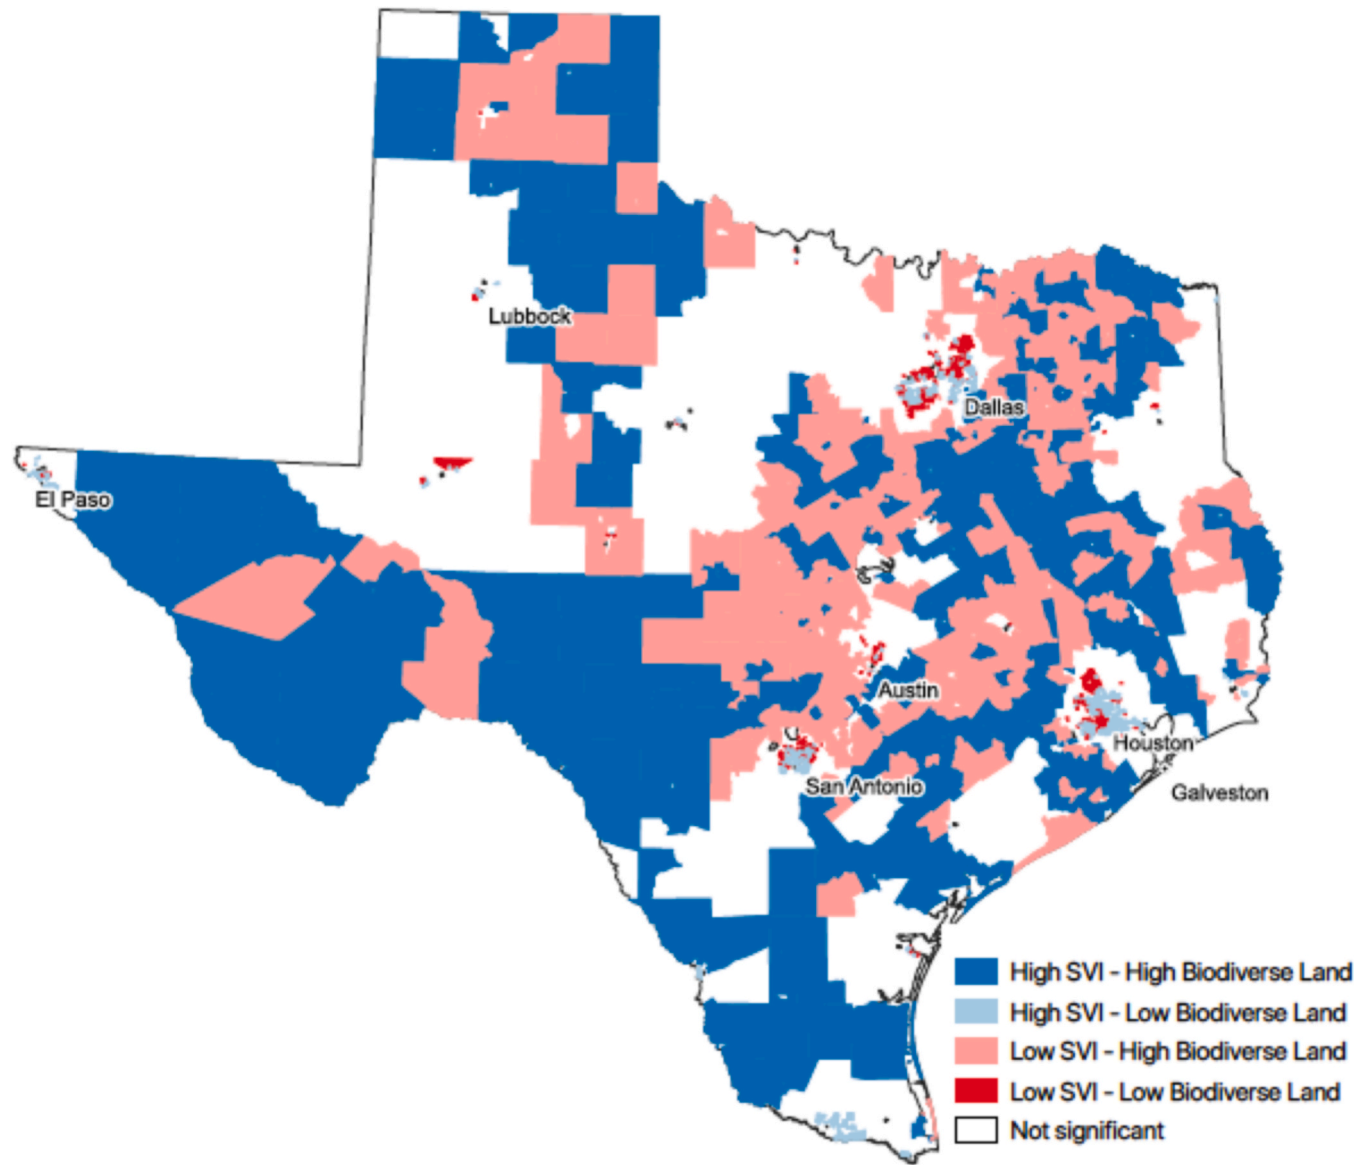 Lubbock
Dallas
El Paso
Austin
Houston
San Antonio
Galveston
High SVI - High Biodiverse Land
High SVI - Low Biodiverse Land
Low SVI - High Biodiverse Land
Low SVI - Low Biodiverse Land
Not significant